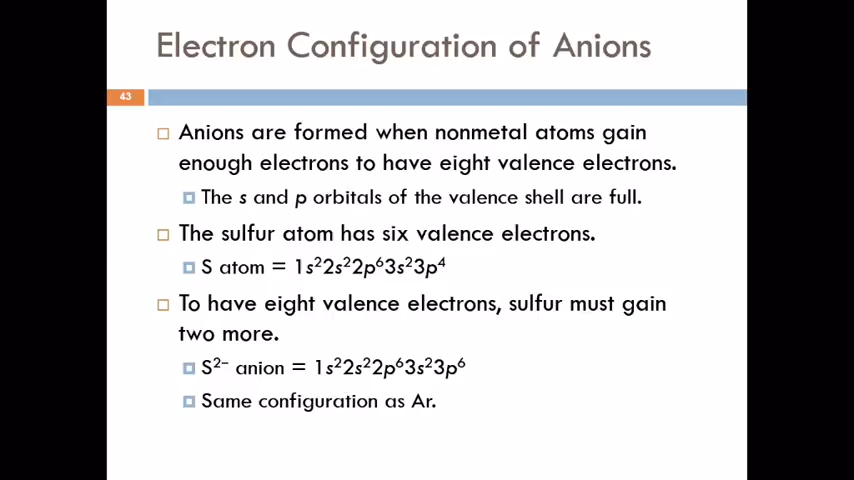 Electron Configuration of Anions
43
Anions are formed when nonmetal atoms gain
enough electrons to have eight valence electrons.
The s and p orbitals of the valence shell are full.
The sulfur atom has six valence electrons.
S atom = 1s²2s²2p⁶3s²3p⁴
To have eight valence electrons, sulfur must gain
two more.
S²⁻ anion = 1s²2s²2p⁶3s²3p⁶
Same configuration as Ar.